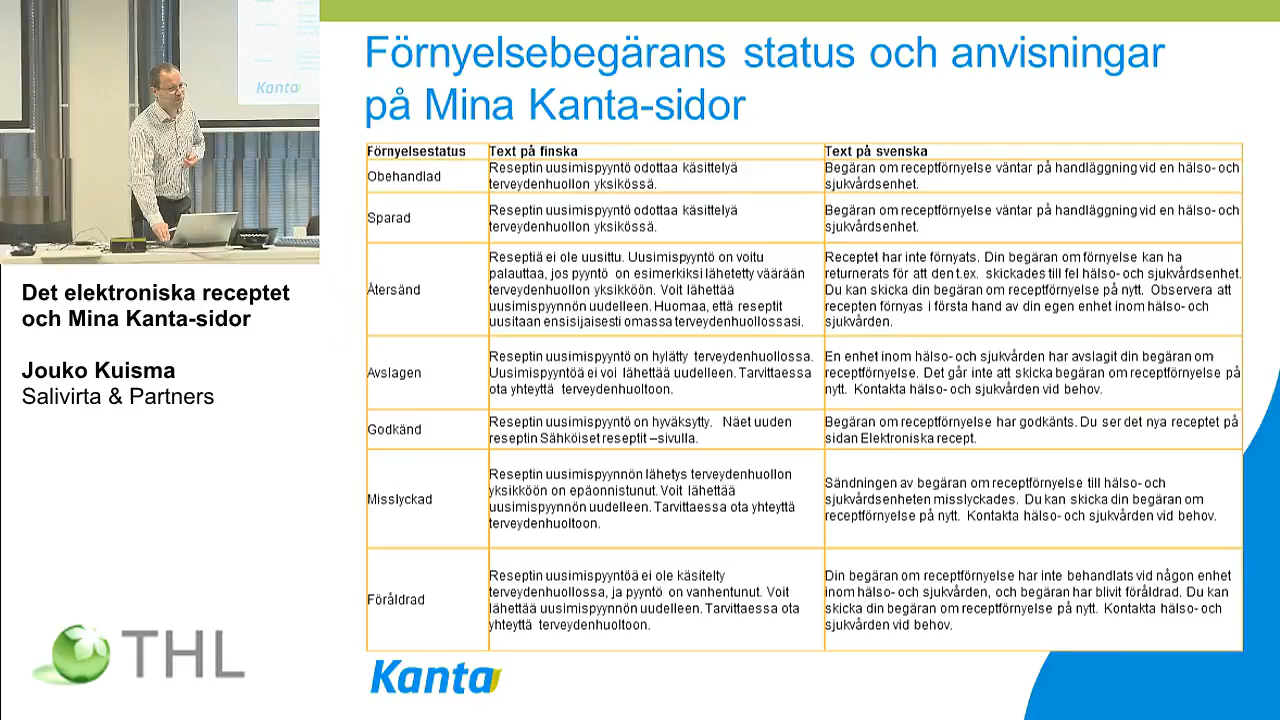 Kanta
Det elektroniska receptet
och Mina Kanta-sidor
Jouko Kuisma
Salivirta & Partners
THL
Förnyelsebegärans status och anvisningar
på Mina Kanta-sidor
Förnyelsestatus
Text på finska
Text på svenska
Obehandlad
Reseptin uusimispyyntö odottaa käsittelyä
terveydenhuollon yksikössä.
Begäran om receptförnyelse väntar på handläggning vid en hälso- och
sjukvårdsenhet.
Sparad
Reseptin uusimispyyntö odottaa käsittelyä
terveydenhuollon yksikössä.
Begäran om receptförnyelse väntar på handläggning vid en hälso- och
sjukvårdsenhet.
Återsänd
Reseptiä ei ole uusittu. Uusimispyyntö on voitu
palauttaa, jos pyyntö on esimerkiksi lähetetty väärään
terveydenhuollon yksikköön. Voit lähettää
uusimispyynnön uudelleen. Huomaa, että reseptit
uusitaan ensisijaisesti omassa terveydenhuollossasi.
Receptet har inte förnyats. Din begäran om förnyelse kan ha
returnerats för att den t.ex. skickades till fel hälso- och sjukvårdsenhet.
Du kan skicka din begäran om receptförnyelse på nytt. Observera att
recepten förnyas i första hand av din egen enhet inom hälso- och
sjukvården.
Avslagen
Reseptin uusimispyyntö on hylätty terveydenhuollossa.
Uusimispyyntöä ei voi lähettää uudelleen. Tarvittaessa
ota yhteyttä terveydenhuoltoon.
En enhet inom hälso- och sjukvården har avslagit din begäran om
receptförnyelse. Det går inte att skicka begäran om receptförnyelse på
nytt. Kontakta hälso- och sjukvården vid behov.
Godkänd
Reseptin uusimispyyntö on hyväksytty. Näet uuden
reseptin Sähköiset reseptit –sivulla.
Begäran om receptförnyelse har godkänts. Du ser det nya receptet på
sidan Elektroniska recept.
Misslyckad
Reseptin uusimispyynnön lähetys terveydenhuollon
yksikköön on epäonnistunut. Voit lähettää
uusimispyynnön uudelleen. Tarvittaessa ota yhteyttä
terveydenhuoltoon.
Sändningen av begäran om receptförnyelse till hälso- och
sjukvårdsenheten misslyckades. Du kan skicka din begäran om
receptförnyelse på nytt. Kontakta hälso- och sjukvården vid behov.
Föråldrad
Reseptin uusimispyyntöä ei ole käsitelty
terveydenhuollossa, ja pyyntö on vanhentunut. Voit
lähettää uusimispyynnön uudelleen. Tarvittaessa ota
yhteyttä terveydenhuoltoon.
Din begäran om receptförnyelse har inte behandlats vid någon enhet
inom hälso- och sjukvården, och begäran har blivit föråldrad. Du kan
skicka din begäran om receptförnyelse på nytt. Kontakta hälso- och
sjukvården vid behov.
Kanta